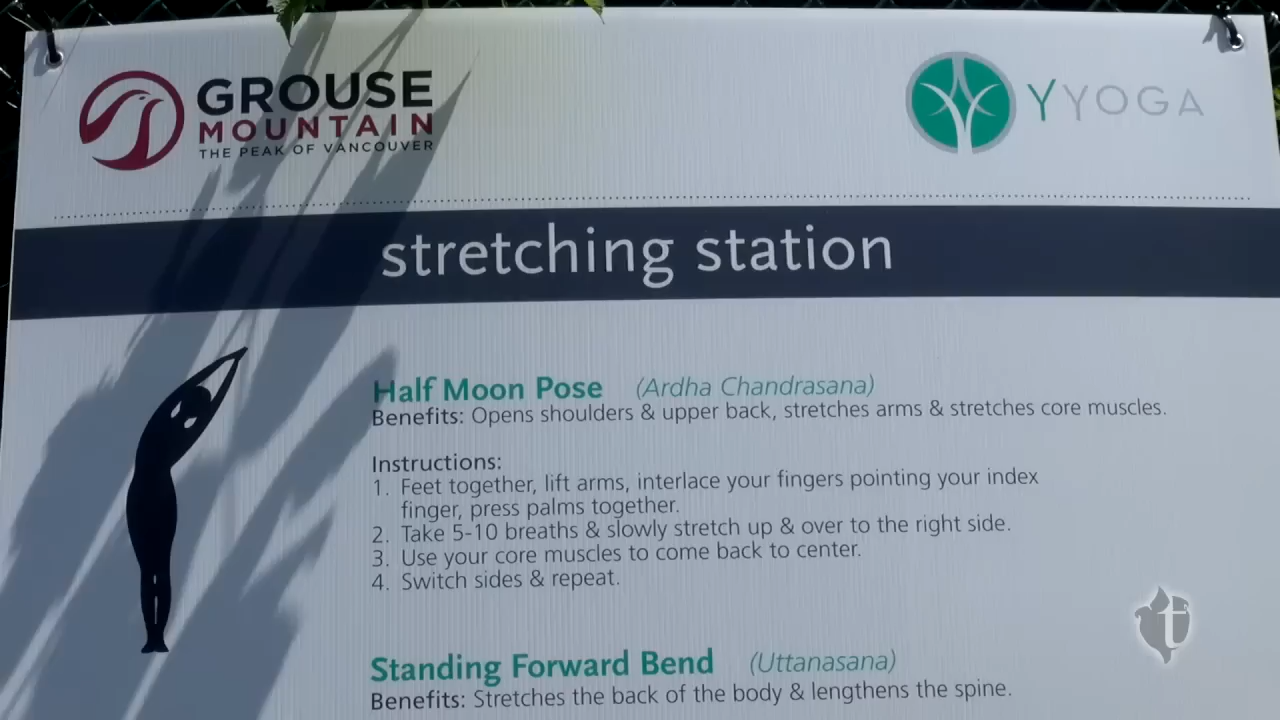 GROUSE
MOUNTAIN
THE PEAK OF VANCOUVER
YYOGA
stretching station
Half Moon Pose (Ardha Chandrasana)
Benefits: Opens shoulders & upper back, stretches arms & stretches core muscles.
Instructions:
1. Feet together, lift arms, interlace your fingers pointing your index
finger, press palms together.
2. Take 5-10 breaths & slowly stretch up & over to the right side.
3. Use your core muscles to come back to center.
4. Switch sides & repeat.
t
Standing Forward Bend (Uttanasana)
Benefits: Stretches the back of the body & lengthens the spine.